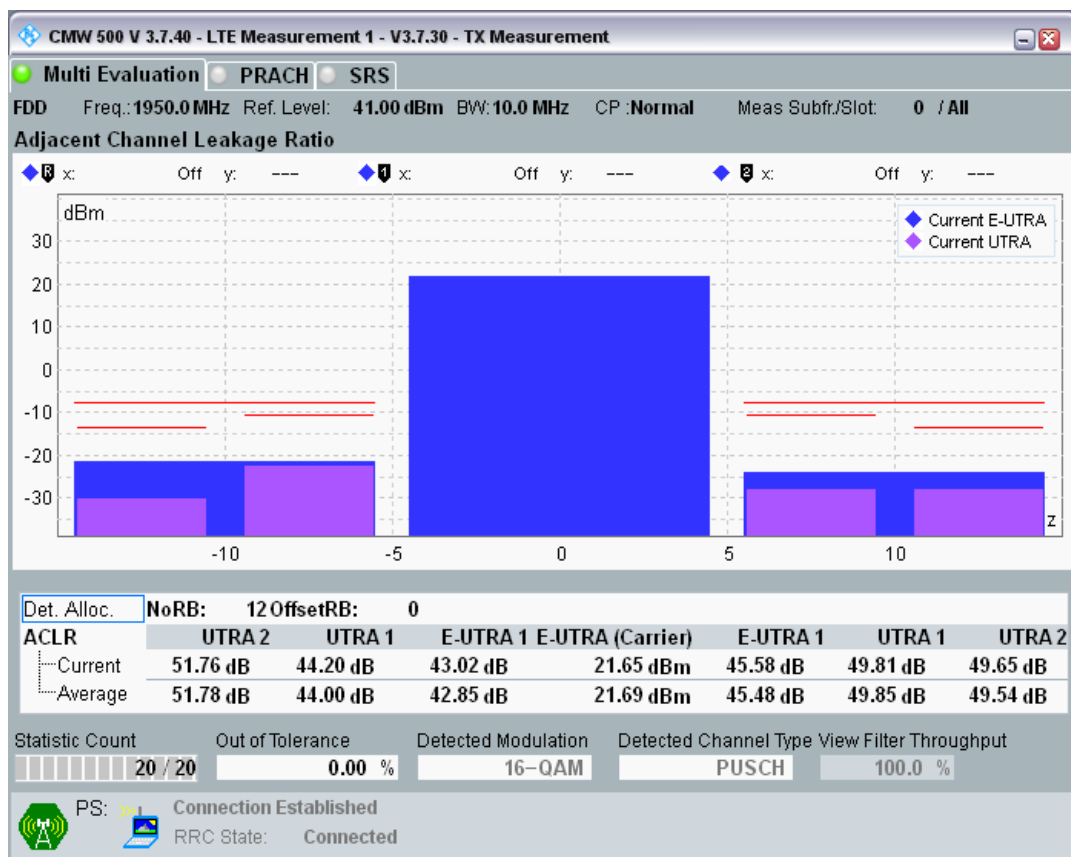 CMW 500 V 3.7.40 - LTE Measurement 1 - V3.7.30 - TX Measurement
Multi Evaluation PRACH SRS
FDD Freq.: 1950.0 MHz Ref. Level: 41.00 dBm BW: 10.0 MHz CP :Normal Meas Subfr./Slot: 0 / All
Adjacent Channel Leakage Ratio
R x: Off y: --- 1 x: Off y: --- 2 x: Off y: ---
dBm
Current E-UTRA
Current UTRA
30
20
10
0
-10
-20
-30
z
-10 -5 0 5 10
Det. Alloc. NoRB: 12 OffsetRB: 0
ACLR UTRA 2 UTRA 1 E-UTRA 1 E-UTRA (Carrier) E-UTRA 1 UTRA 1 UTRA 2
Current 51.76 dB 44.20 dB 43.02 dB 21.65 dBm 45.58 dB 49.81 dB 49.65 dB
Average 51.78 dB 44.00 dB 42.85 dB 21.69 dBm 45.48 dB 49.85 dB 49.54 dB
Statistic Count Out of Tolerance Detected Modulation Detected Channel Type View Filter Throughput
20 / 20 0.00 % 16-QAM PUSCH 100.0 %
PS: Connection Established
RRC State: Connected